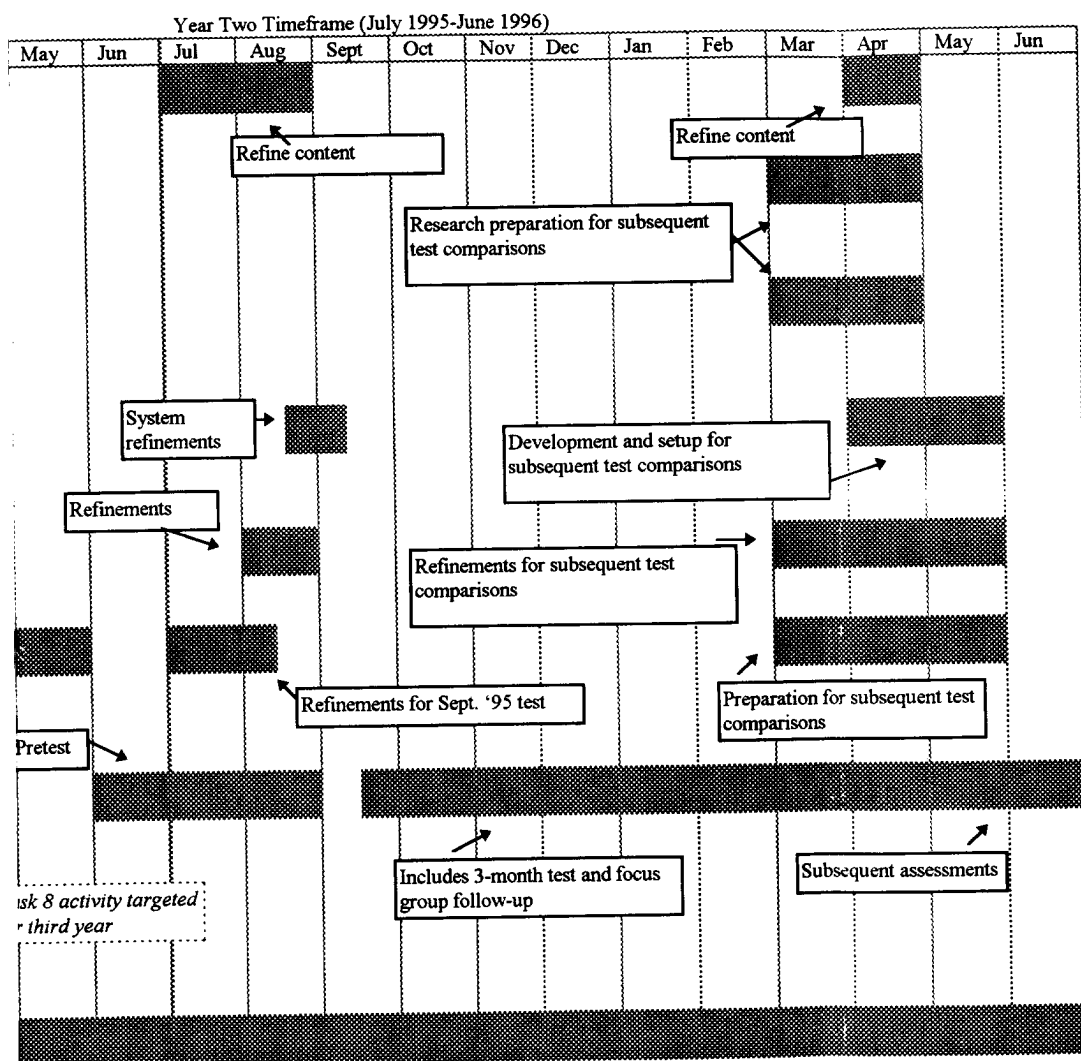 Year Two Timeframe (July 1995-June 1996)
May Jun Jul Aug Sept Oct Nov Dec Jan Feb Mar Apr May Jun
Refine content
Refine content
Research preparation for subsequent
test comparisons
System
refinements
Development and setup for
subsequent test comparisons
Refinements
Refinements for subsequent test
comparisons
Refinements for Sept. ‘95 test
Preparation for subsequent test
comparisons
Pretest
Includes 3-month test and focus
group follow-up
Subsequent assessments
8 activity targeted
third year